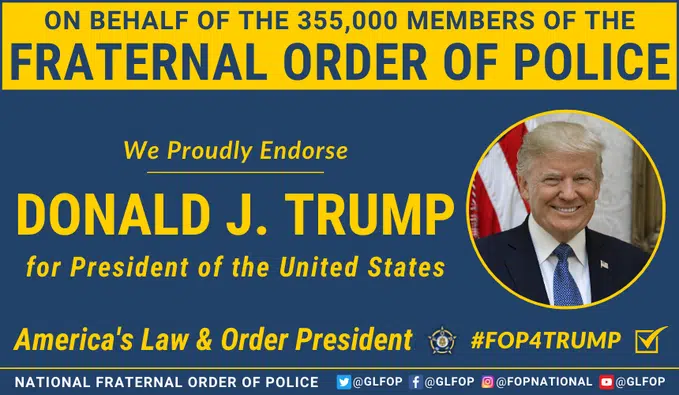 ON BEHALF OF THE 355,000 MEMBERS OF THE
FRATERNAL ORDER OF POLICE
We Proudly Endorse
DONALD J. TRUMP
for President of the United States
America's Law & Order President #FOP4TRUMP
NATIONAL FRATERNAL ORDER OF POLICE @GLFOP @GLFOP @FOPNATIONAL @GLFOP